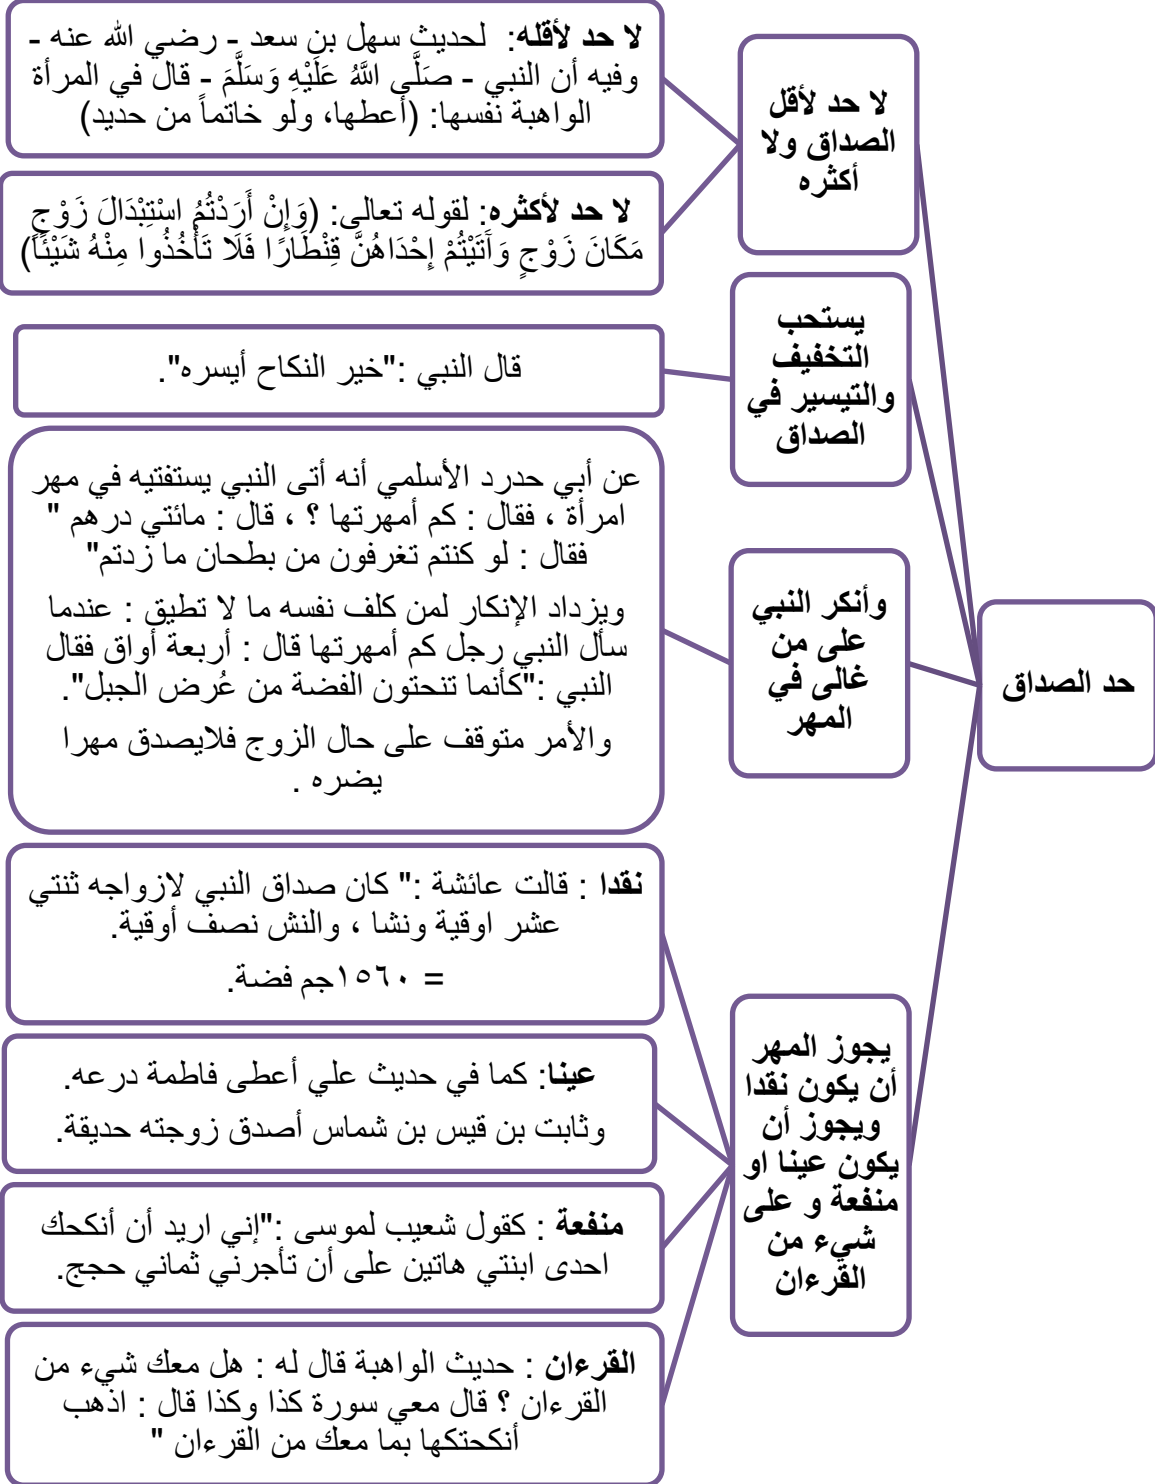 حد الصداق
لا حد لأقل
الصداق ولا
أكثره
لا حد لأقله: لحديث سهل بن سعد - رضي الله عنه -
وفيه أن النبي - صَلَّى اللَّهُ عَلَيْهِ وَسَلَّمَ - قال في المرأة
الواهبة نفسها: (أعطها، ولو خاتماً من حديد)
لا حد لأكثره: لقوله تعالى: (وَإِنْ أَرَدْتُمُ اسْتِبْدَالَ زَوْجٍ
مَكَانَ زَوْجٍ وَآتَيْتُمْ إِحْدَاهُنَّ قِنْطَارًا فَلَا تَأْخُذُوا مِنْهُ شَيْئًا)
يستحب
التخفيف
والتيسير في
الصداق
قال النبي :"خير النكاح أيسره".
وأنكر النبي
على من
غالى في
المهر
عن أبي حدرد الأسلمي أنه أتى النبي يستفتيه في مهر
امرأة ، فقال : كم أمهرتها ؟ ، قال : مائتي درهم "
فقال : لو كنتم تغرفون من بطحان ما زدتم"
ويزداد الإنكار لمن كلف نفسه ما لا تطيق : عندما
سأل النبي رجل كم أمهرتها قال : أربعة أواق فقال
النبي :"كأنما تنحتون الفضة من عُرض الجبل".
والأمر متوقف على حال الزوج فلايصدق مهرا
يضره .
يجوز المهر
أن يكون نقدا
ويجوز أن
يكون عينا او
منفعة و على
شيء من
القرءان
نقدا : قالت عائشة :" كان صداق النبي لازواجه ثنتي
عشر اوقية ونشا ، والنش نصف أوقية.
= ١٥٦٠جم فضة.
عينا: كما في حديث علي أعطى فاطمة درعه.
وثابت بن قيس بن شماس أصدق زوجته حديقة.
منفعة : كقول شعيب لموسى :"إني اريد أن أنكحك
احدى ابنتي هاتين على أن تأجرني ثماني حجج.
القرءان : حديث الواهبة قال له : هل معك شيء من
القرءان ؟ قال معي سورة كذا وكذا قال : اذهب
أنكحتكها بما معك من القرءان "